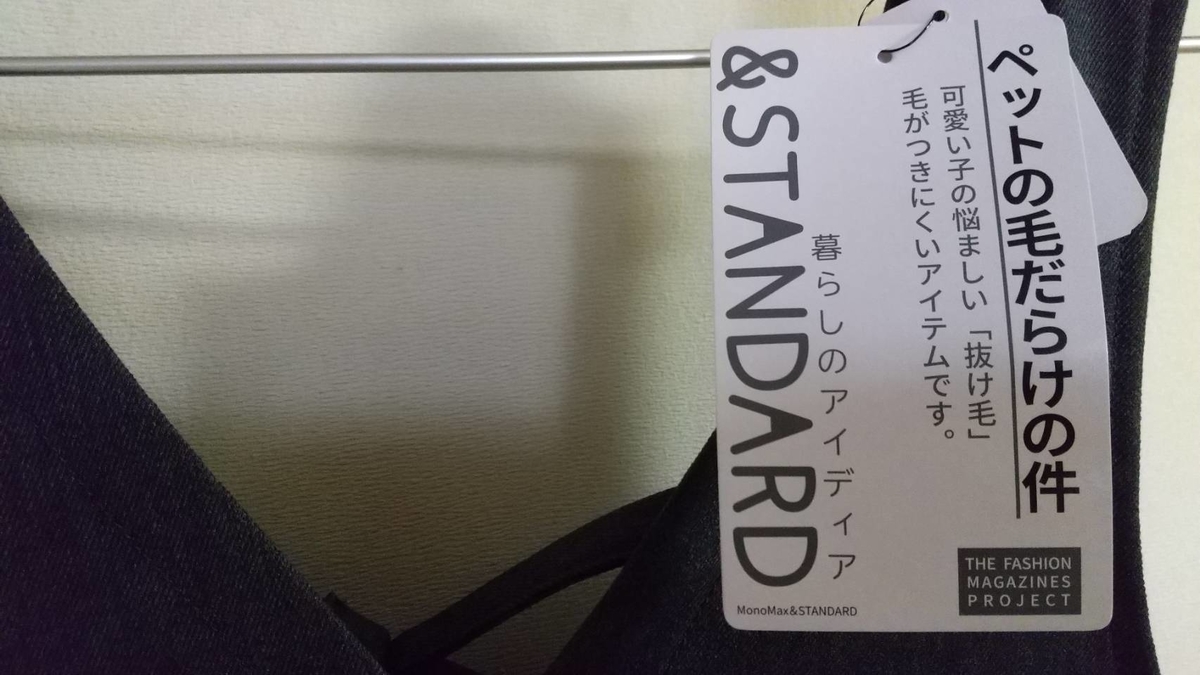 ペットの毛だらけの件
可愛い子の悩ましい「抜け毛」
毛がつきにくいアイテムです。
暮らしのアイディア
&STANDARD
THE FASHION
MAGAZINES
PROJECT
MonoMax&STANDARD